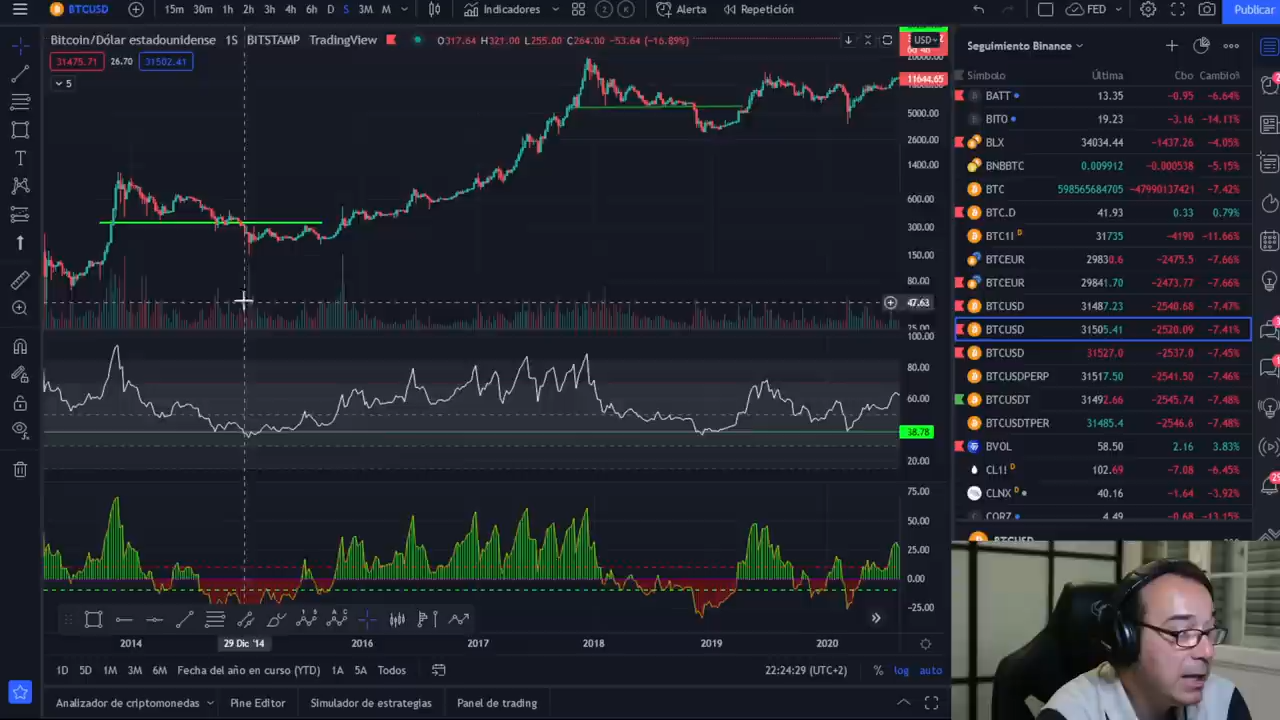 BTCUSD 15m 30m 1h 2h 3h 4h 6h D S 3M M Indicadores Alerta Repetición FED Publicar
Bitcoin/Dólar estadounidense 1S BITSTAMP TradingView O317.64 H321.00 L255.00 C264.00 -53.64 (-16.89%) USD
31475.71 26.70 31502.41
5
20000.00
11644.65
5000.00
2600.00
1400.00
600.00
300.00
150.00
80.00
47.63
25.00
100.00
80.00
60.00
38.78
20.00
75.00
50.00
25.00
0.00
-25.00
2014 29 Dic '14 2016 2017 2018 2019 2020
1D 5D 1M 3M 6M Fecha del año en curso (YTD) 1A 5A Todos 22:24:29 (UTC+2) % log auto
Analizador de criptomonedas Pine Editor Simulador de estrategias Panel de trading
Seguimiento Binance
Símbolo Última Cbo Cambio%
BATT 13.35 -0.95 -6.64%
BITO 19.23 -3.16 -14.11%
BLX 34034.44 -1437.26 -4.05%
BNBBTC 0.009912 -0.000538 -5.15%
BTC 598565684705 -47990137421 -7.42%
BTC.D 41.93 0.33 0.79%
BTC1! D 31735 -4190 -11.66%
BTCEUR 29830.6 -2475.5 -7.66%
BTCEUR 29841.70 -2473.77 -7.66%
BTCUSD 31487.23 -2540.68 -7.47%
BTCUSD 31505.41 -2520.09 -7.41%
BTCUSD 31527.0 -2537.0 -7.45%
BTCUSDPERP 31517.50 -2541.50 -7.46%
BTCUSDT 31492.66 -2545.74 -7.48%
BTCUSDTPER 31485.4 -2546.6 -7.48%
BVOL 58.50 2.16 3.83%
CL1! D 102.69 -7.08 -6.45%
CLNX D 40.16 -1.64 -3.92%
CORZ 4.49 -0.68 -13.15%
BTCUSD